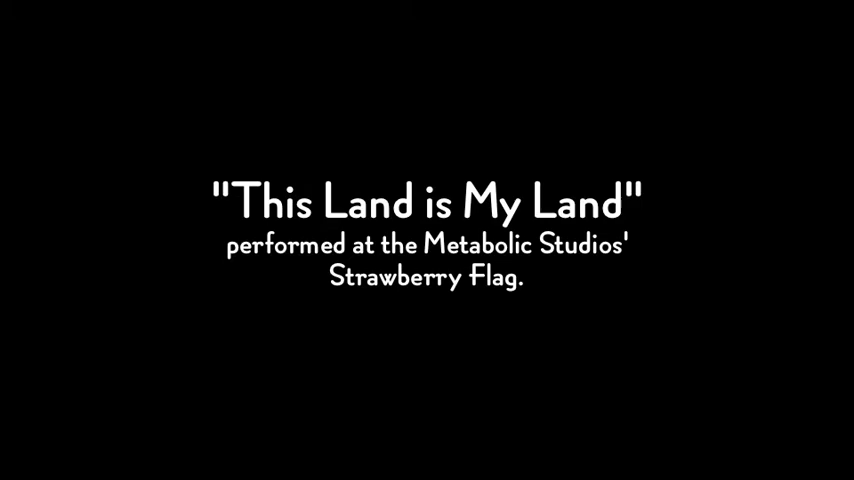 "This Land is My Land"
performed at the Metabolic Studios'
Strawberry Flag.